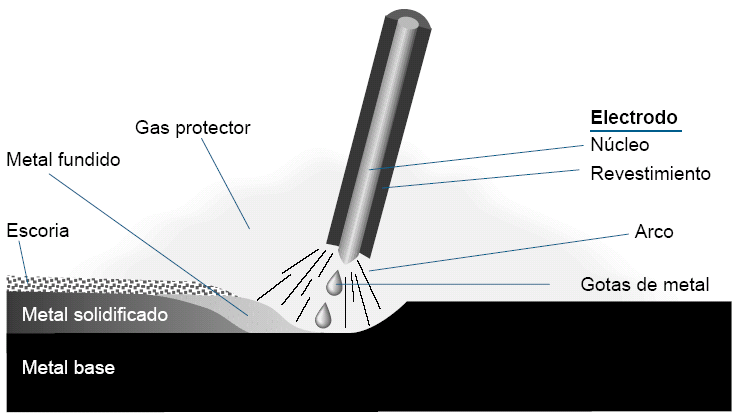 Electrodo
Gas protector
Núcleo
Metal fundido
Revestimiento
Escoria
Arco
Gotas de metal
Metal solidificado
Metal base